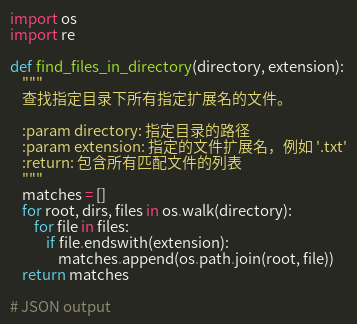 import os
import re

def find_files_in_directory(directory, extension):
    """
    查找指定目录下所有指定扩展名的文件。

    :param directory: 指定目录的路径
    :param extension: 指定的文件扩展名，例如 '.txt'
    :return: 包含所有匹配文件的列表
    """
    matches = []
    for root, dirs, files in os.walk(directory):
        for file in files:
            if file.endswith(extension):
                matches.append(os.path.join(root, file))
    return matches

# JSON output